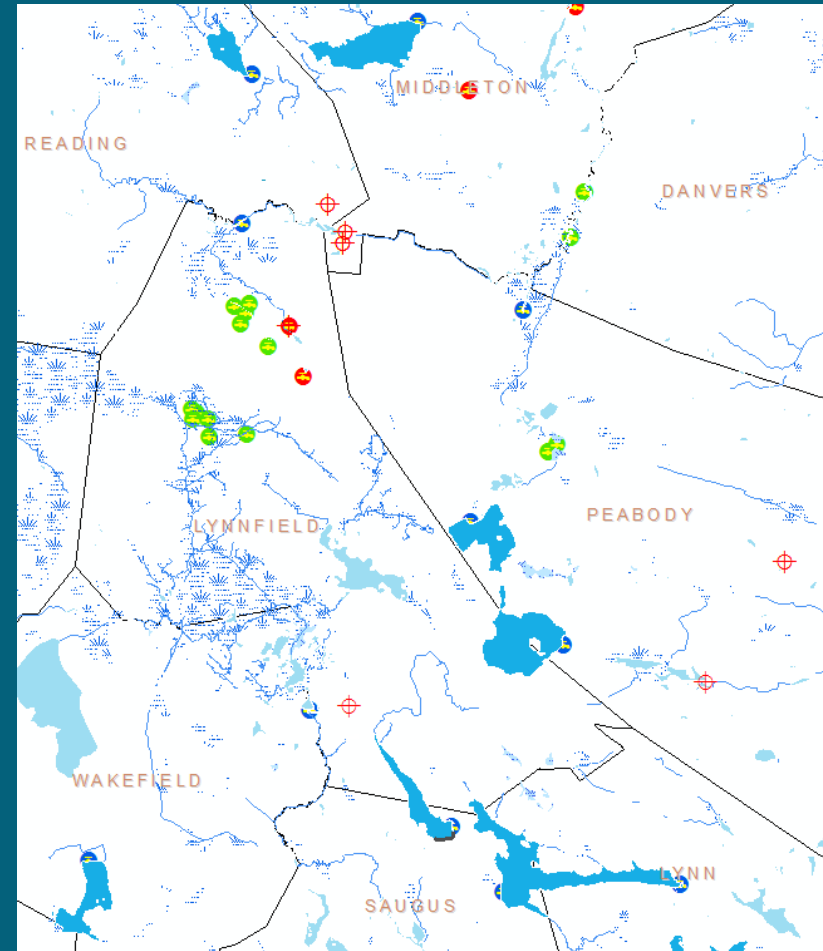 MIDDLETON
READING
DANVERS
PEABODY
LYNNFIELD
WAKEFIELD
LYNN
SAUGUS